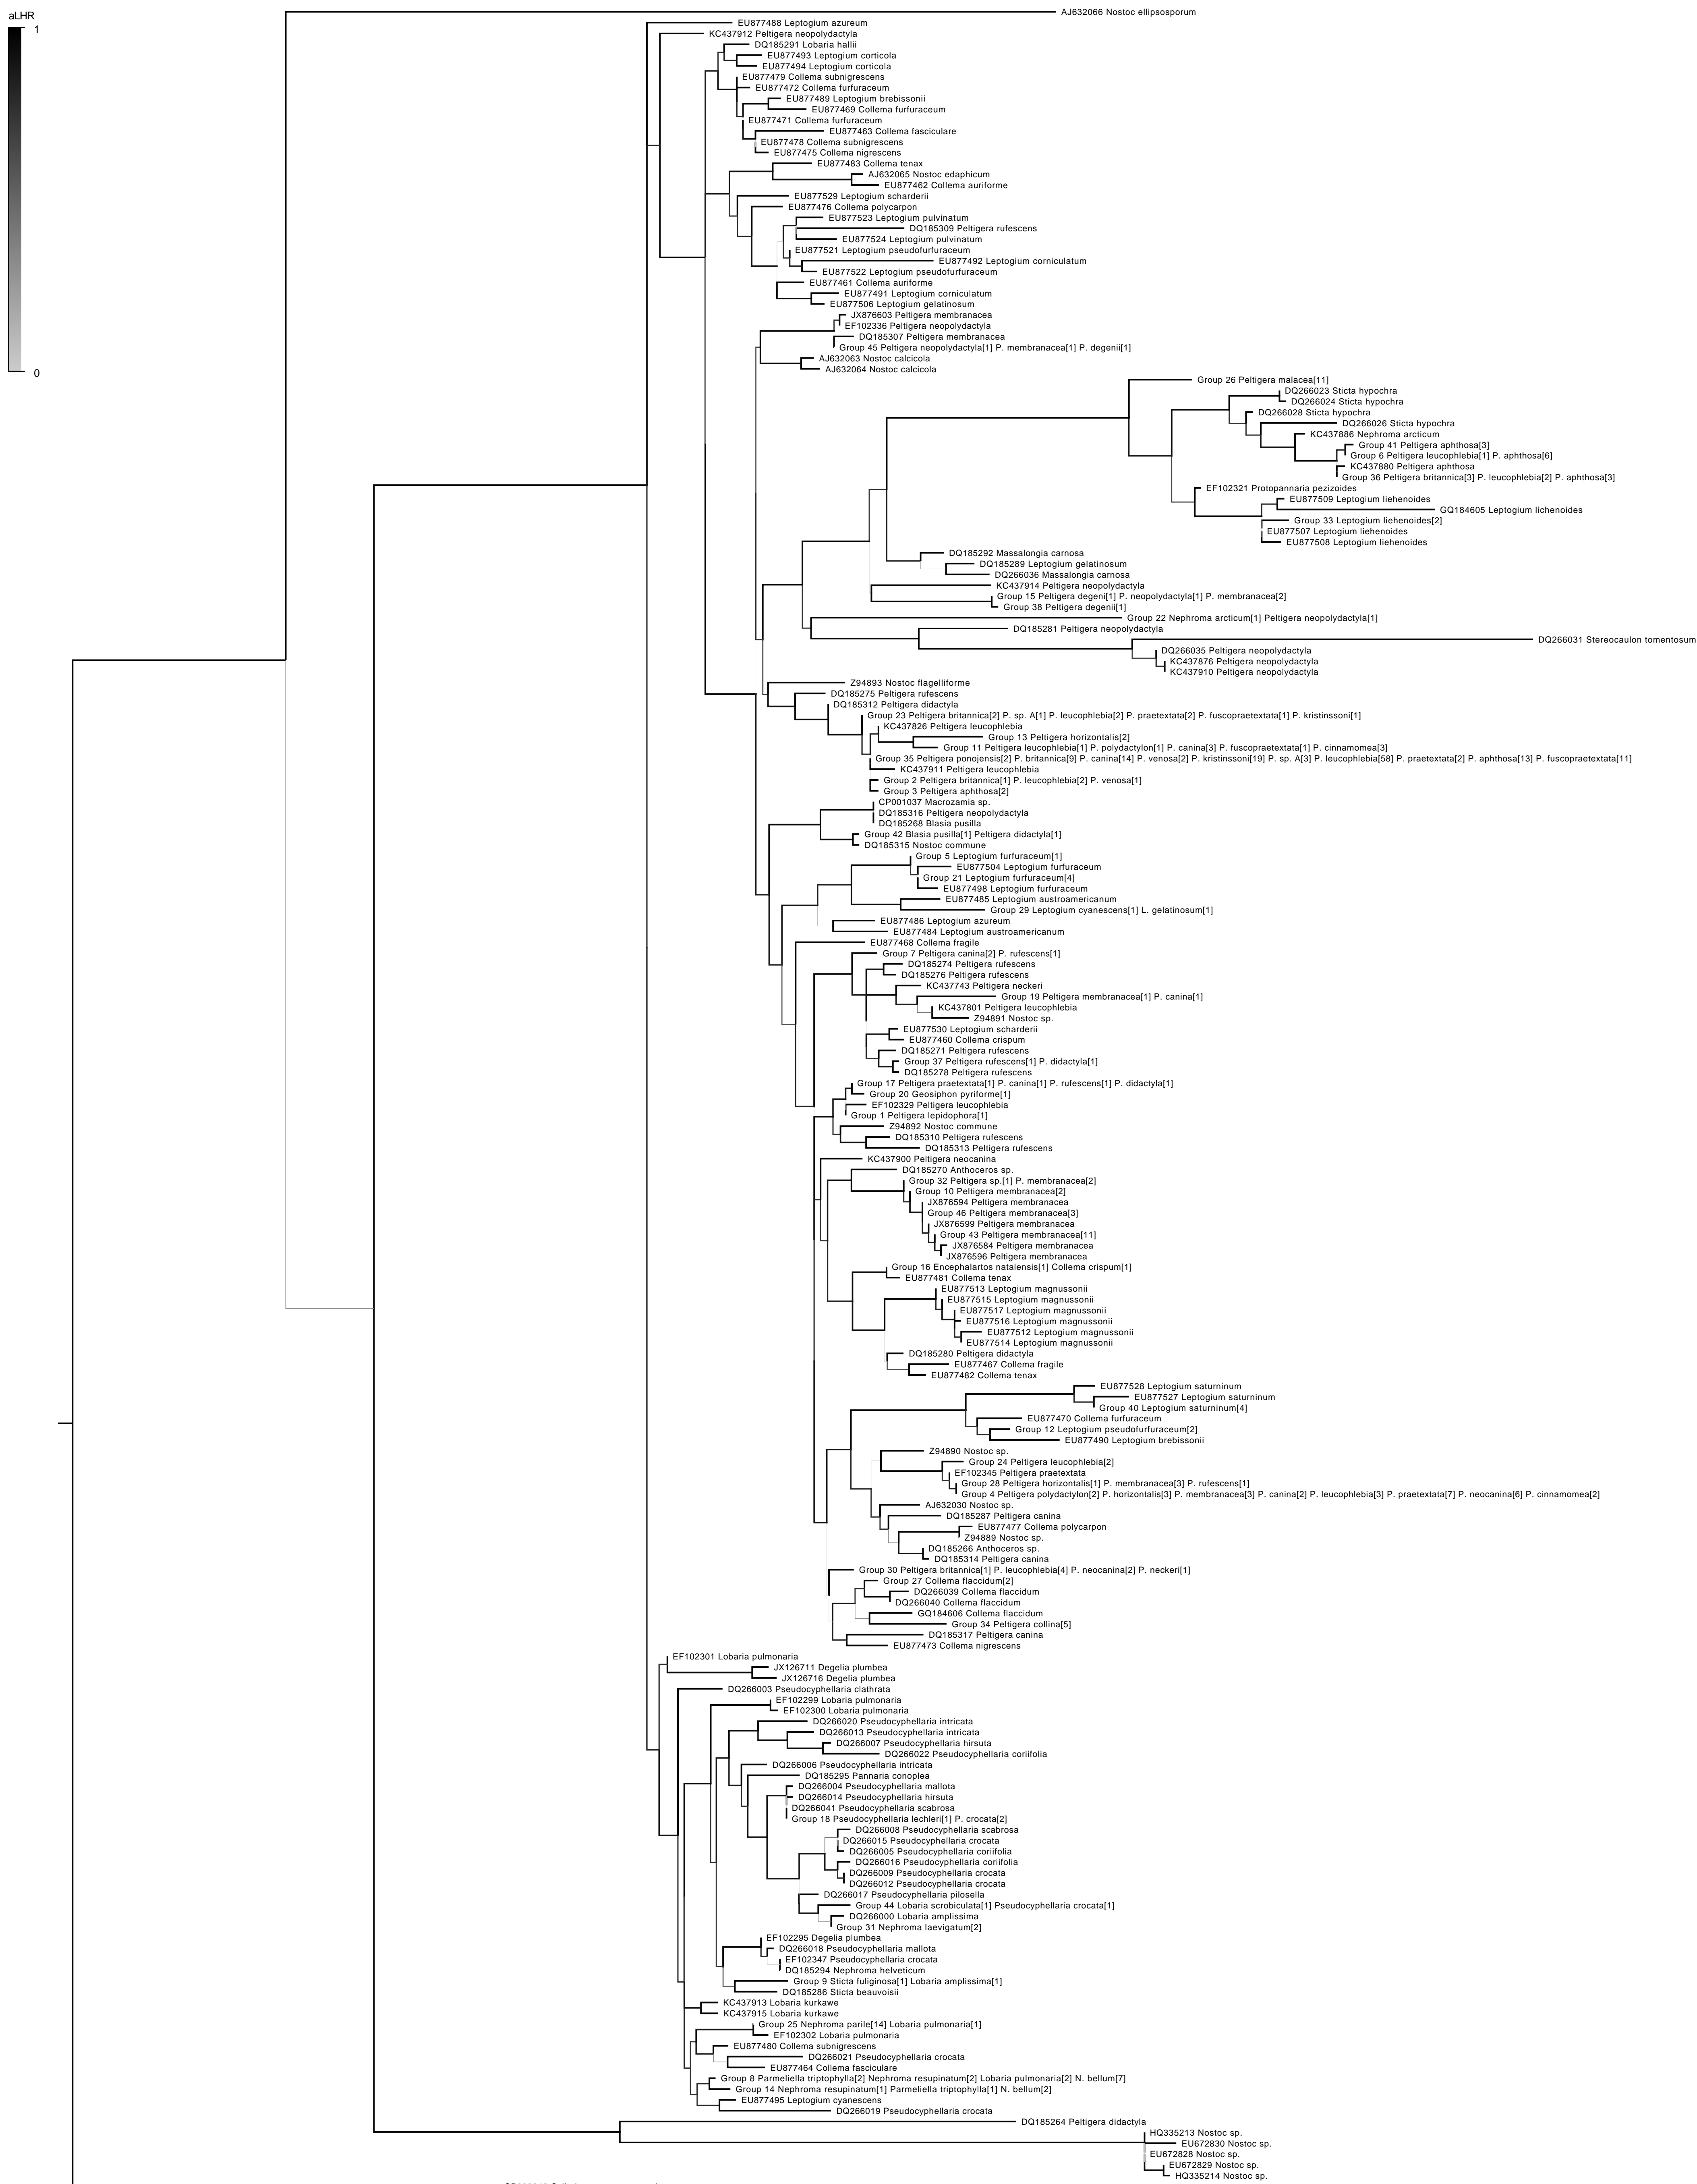 aLHR
1
0
AJ632066 Nostoc ellipsosporum
EU877488 Leptogium azureum
KC437912 Peltigera neopolydactyla
DQ185291 Lobaria hallii
EU877493 Leptogium corticola
EU877494 Leptogium corticola
EU877479 Collema subnigrescens
EU877472 Collema furfuraceum
EU877489 Leptogium brebissonii
EU877469 Collema furfuraceum
EU877471 Collema furfuraceum
EU877463 Collema fasciculare
EU877478 Collema subnigrescens
EU877475 Collema nigrescens
EU877483 Collema tenax
AJ632065 Nostoc edaphicum
EU877462 Collema auriforme
EU877529 Leptogium scharderii
EU877476 Collema polycarpon
EU877523 Leptogium pulvinatum
DQ185309 Peltigera rufescens
EU877524 Leptogium pulvinatum
EU877521 Leptogium pseudofurfuraceum
EU877492 Leptogium corniculatum
EU877522 Leptogium pseudofurfuraceum
EU877461 Collema auriforme
EU877491 Leptogium corniculatum
EU877506 Leptogium gelatinosum
JX876603 Peltigera membranacea
EF102336 Peltigera neopolydactyla
DQ185307 Peltigera membranacea
Group 45 Peltigera neopolydactyla[1] P. membranacea[1] P. degenii[1]
AJ632063 Nostoc calcicola
AJ632064 Nostoc calcicola
Group 26 Peltigera malacea[11]
DQ266023 Sticta hypochra
DQ266024 Sticta hypochra
DQ266028 Sticta hypochra
DQ266026 Sticta hypochra
KC437886 Nephroma arcticum
Group 41 Peltigera aphthosa[3]
Group 6 Peltigera leucophlebia[1] P. aphthosa[6]
KC437880 Peltigera aphthosa
Group 36 Peltigera britannica[3] P. leucophlebia[2] P. aphthosa[3]
EF102321 Protopannaria pezizoides
EU877509 Leptogium liehenoides
GQ184605 Leptogium lichenoides
Group 33 Leptogium liehenoides[2]
EU877507 Leptogium liehenoides
EU877508 Leptogium liehenoides
DQ185292 Massalongia carnosa
DQ185289 Leptogium gelatinosum
DQ266036 Massalongia carnosa
KC437914 Peltigera neopolydactyla
Group 15 Peltigera degeni[1] P. neopolydactyla[1] P. membranacea[2]
Group 38 Peltigera degenii[1]
Group 22 Nephroma arcticum[1] Peltigera neopolydactyla[1]
DQ185281 Peltigera neopolydactyla
DQ266031 Stereocaulon tomentosum
DQ266035 Peltigera neopolydactyla
KC437876 Peltigera neopolydactyla
KC437910 Peltigera neopolydactyla
Z94893 Nostoc flagelliforme
DQ185275 Peltigera rufescens
DQ185312 Peltigera didactyla
Group 23 Peltigera britannica[2] P. sp. A[1] P. leucophlebia[2] P. praetextata[2] P. fuscopraetextata[1] P. kristinssoni[1]
KC437826 Peltigera leucophlebia
Group 13 Peltigera horizontalis[2]
Group 11 Peltigera leucophlebia[1] P. polydactylon[1] P. canina[3] P. fuscopraetextata[1] P. cinnamomea[3]
Group 35 Peltigera ponojensis[2] P. britannica[9] P. canina[14] P. venosa[2] P. kristinssoni[19] P. sp. A[3] P. leucophlebia[58] P. praetextata[2] P. aphthosa[13] P. fuscopraetextata[11]
KC437911 Peltigera leucophlebia
Group 2 Peltigera britannica[1] P. leucophlebia[2] P. venosa[1]
Group 3 Peltigera aphthosa[2]
CP001037 Macrozamia sp.
DQ185316 Peltigera neopolydactyla
DQ185268 Blasia pusilla
Group 42 Blasia pusilla[1] Peltigera didactyla[1]
DQ185315 Nostoc commune
Group 5 Leptogium furfuraceum[1]
EU877504 Leptogium furfuraceum
Group 21 Leptogium furfuraceum[4]
EU877498 Leptogium furfuraceum
EU877485 Leptogium austroamericanum
Group 29 Leptogium cyanescens[1] L. gelatinosum[1]
EU877486 Leptogium azureum
EU877484 Leptogium austroamericanum
EU877468 Collema fragile
Group 7 Peltigera canina[2] P. rufescens[1]
DQ185274 Peltigera rufescens
DQ185276 Peltigera rufescens
KC437743 Peltigera neckeri
Group 19 Peltigera membranacea[1] P. canina[1]
KC437801 Peltigera leucophlebia
Z94891 Nostoc sp.
EU877530 Leptogium scharderii
EU877460 Collema crispum
DQ185271 Peltigera rufescens
Group 37 Peltigera rufescens[1] P. didactyla[1]
DQ185278 Peltigera rufescens
Group 17 Peltigera praetextata[1] P. canina[1] P. rufescens[1] P. didactyla[1]
Group 20 Geosiphon pyriforme[1]
EF102329 Peltigera leucophlebia
Group 1 Peltigera lepidophora[1]
Z94892 Nostoc commune
DQ185310 Peltigera rufescens
DQ185313 Peltigera rufescens
KC437900 Peltigera neocanina
DQ185270 Anthoceros sp.
Group 32 Peltigera sp.[1] P. membranacea[2]
Group 10 Peltigera membranacea[2]
JX876594 Peltigera membranacea
Group 46 Peltigera membranacea[3]
JX876599 Peltigera membranacea
Group 43 Peltigera membranacea[11]
JX876584 Peltigera membranacea
JX876596 Peltigera membranacea
Group 16 Encephalartos natalensis[1] Collema crispum[1]
EU877481 Collema tenax
EU877513 Leptogium magnussonii
EU877515 Leptogium magnussonii
EU877517 Leptogium magnussonii
EU877516 Leptogium magnussonii
EU877512 Leptogium magnussonii
EU877514 Leptogium magnussonii
DQ185280 Peltigera didactyla
EU877467 Collema fragile
EU877482 Collema tenax
EU877528 Leptogium saturninum
EU877527 Leptogium saturninum
Group 40 Leptogium saturninum[4]
EU877470 Collema furfuraceum
Group 12 Leptogium pseudofurfuraceum[2]
EU877490 Leptogium brebissonii
Z94890 Nostoc sp.
Group 24 Peltigera leucophlebia[2]
EF102345 Peltigera praetextata
Group 28 Peltigera horizontalis[1] P. membranacea[3] P. rufescens[1]
Group 4 Peltigera polydactylon[2] P. horizontalis[3] P. membranacea[3] P. canina[2] P. leucophlebia[3] P. praetextata[7] P. neocanina[6] P. cinnamomea[2]
AJ632030 Nostoc sp.
DQ185287 Peltigera canina
EU877477 Collema polycarpon
Z94889 Nostoc sp.
DQ185266 Anthoceros sp.
DQ185314 Peltigera canina
Group 30 Peltigera britannica[1] P. leucophlebia[4] P. neocanina[2] P. neckeri[1]
Group 27 Collema flaccidum[2]
DQ266039 Collema flaccidum
DQ266040 Collema flaccidum
GQ184606 Collema flaccidum
Group 34 Peltigera collina[5]
DQ185317 Peltigera canina
EU877473 Collema nigrescens
EF102301 Lobaria pulmonaria
JX126711 Degelia plumbea
JX126716 Degelia plumbea
DQ266003 Pseudocyphellaria clathrata
EF102299 Lobaria pulmonaria
EF102300 Lobaria pulmonaria
DQ266020 Pseudocyphellaria intricata
DQ266013 Pseudocyphellaria intricata
DQ266007 Pseudocyphellaria hirsuta
DQ266022 Pseudocyphellaria coriifolia
DQ266006 Pseudocyphellaria intricata
DQ185295 Pannaria conoplea
DQ266004 Pseudocyphellaria mallota
DQ266014 Pseudocyphellaria hirsuta
DQ266041 Pseudocyphellaria scabrosa
Group 18 Pseudocyphellaria lechleri[1] P. crocata[2]
DQ266008 Pseudocyphellaria scabrosa
DQ266015 Pseudocyphellaria crocata
DQ266005 Pseudocyphellaria coriifolia
DQ266016 Pseudocyphellaria coriifolia
DQ266009 Pseudocyphellaria crocata
DQ266012 Pseudocyphellaria crocata
DQ266017 Pseudocyphellaria pilosella
Group 44 Lobaria scrobiculata[1] Pseudocyphellaria crocata[1]
DQ266000 Lobaria amplissima
Group 31 Nephroma laevigatum[2]
EF102295 Degelia plumbea
DQ266018 Pseudocyphellaria mallota
EF102347 Pseudocyphellaria crocata
DQ185294 Nephroma helveticum
Group 9 Sticta fuliginosa[1] Lobaria amplissima[1]
DQ185286 Sticta beauvoisii
KC437913 Lobaria kurkawe
KC437915 Lobaria kurkawe
Group 25 Nephroma parile[14] Lobaria pulmonaria[1]
EF102302 Lobaria pulmonaria
EU877480 Collema subnigrescens
DQ266021 Pseudocyphellaria crocata
EU877464 Collema fasciculare
Group 8 Parmeliella triptophylla[2] Nephroma resupinatum[2] Lobaria pulmonaria[2] N. bellum[7]
Group 14 Nephroma resupinatum[1] Parmeliella triptophylla[1] N. bellum[2]
EU877495 Leptogium cyanescens
DQ266019 Pseudocyphellaria crocata
DQ185264 Peltigera didactyla
HQ335213 Nostoc sp.
EU672830 Nostoc sp.
EU672828 Nostoc sp.
EU672829 Nostoc sp.
HQ335214 Nostoc sp.